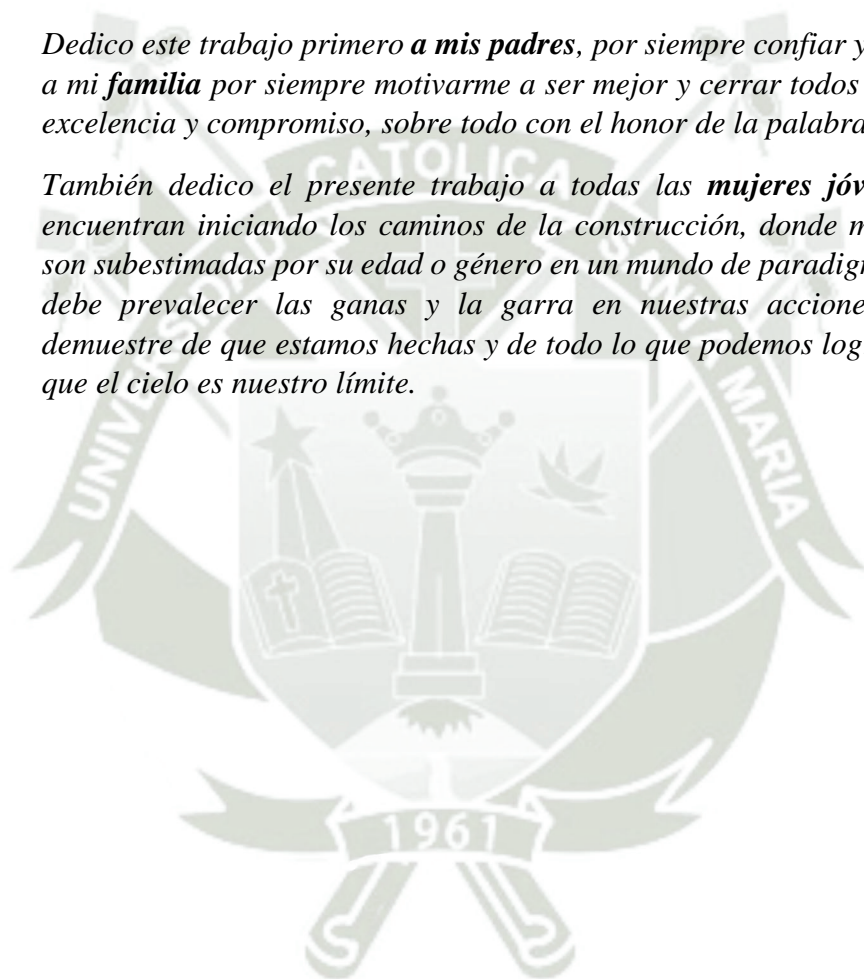 Dedico este trabajo primero a mis padres, por siempre confiar y
a mi familia por siempre motivarme a ser mejor y cerrar todos
excelencia y compromiso, sobre todo con el honor de la palabra
También dedico el presente trabajo a todas las mujeres
encuentran iniciando los caminos de la construcción, donde
son subestimadas por su edad o género en un mundo de
debe prevalecer las ganas y la garra en nuestras
demuestre de que estamos hechas y de todo lo que podemos
que el cielo es nuestro límite.
UNIVERSIDAD CATOLICA SANTA MARIA
1961